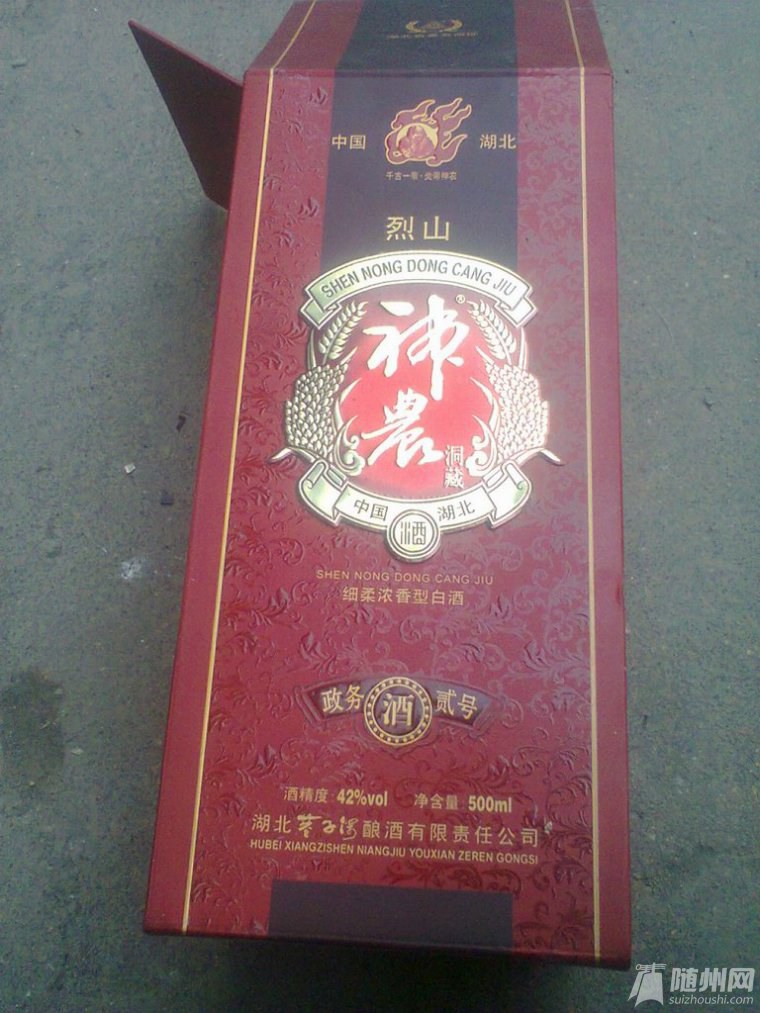 中国 湖北
千古一帝·炎帝神农
烈山
SHEN NONG DONG CANG JIU
神農®
洞藏
中国 湖北
酒
SHEN NONG DONG CANG JIU
细柔浓香型白酒
政务 酒 贰号
酒精度 42%vol 净含量 500ml
湖北 酿酒有限责任公司
HUBEI XIANGZISHEN NIANGJIU YOUXIAN ZEREN GONGSI
随州网
suizhoushi.com